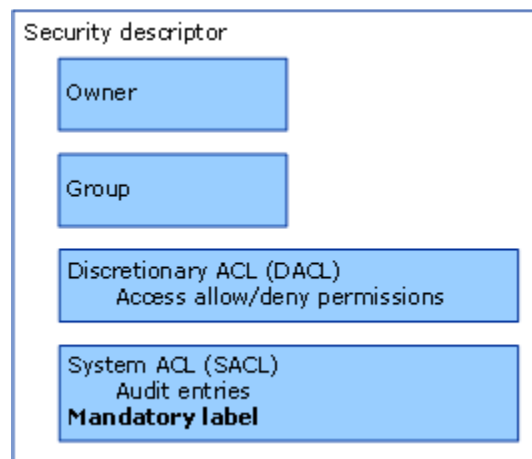 Security descriptor
Owner
Group
Discretionary ACL (DACL)
Access allow/deny permissions
System ACL (SACL)
Audit entries
Mandatory label